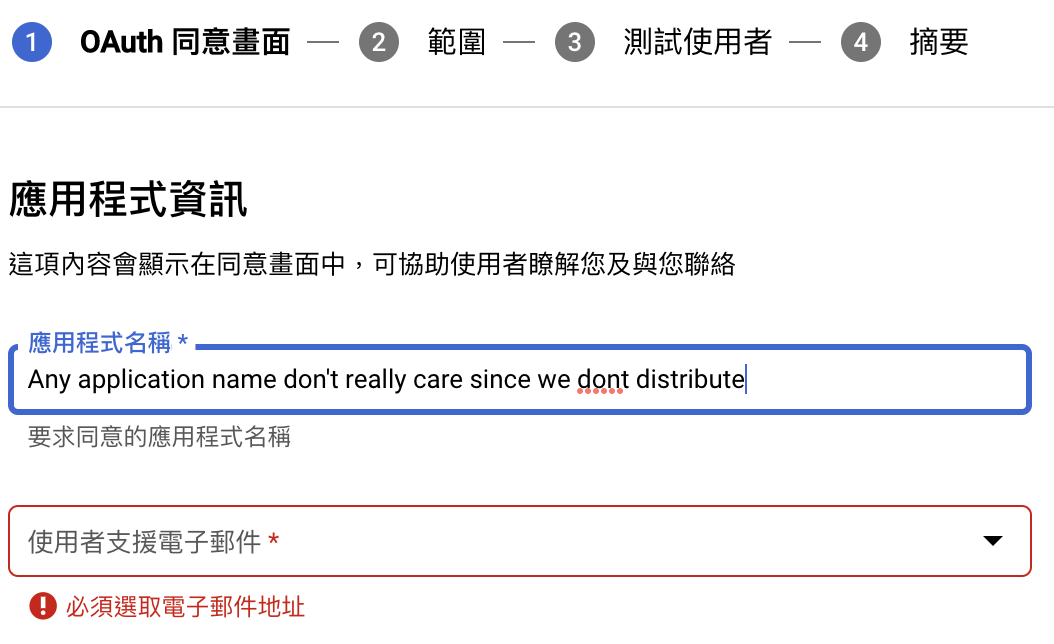 1 OAuth 同意畫面 — 2 範圍 — 3 測試使用者 — 4 摘要
應用程式資訊
這項內容會顯示在同意畫面中，可協助使用者瞭解您及與您聯絡
應用程式名稱 *
Any application name don't really care since we dont distribute
要求同意的應用程式名稱
使用者支援電子郵件 *
必須選取電子郵件地址